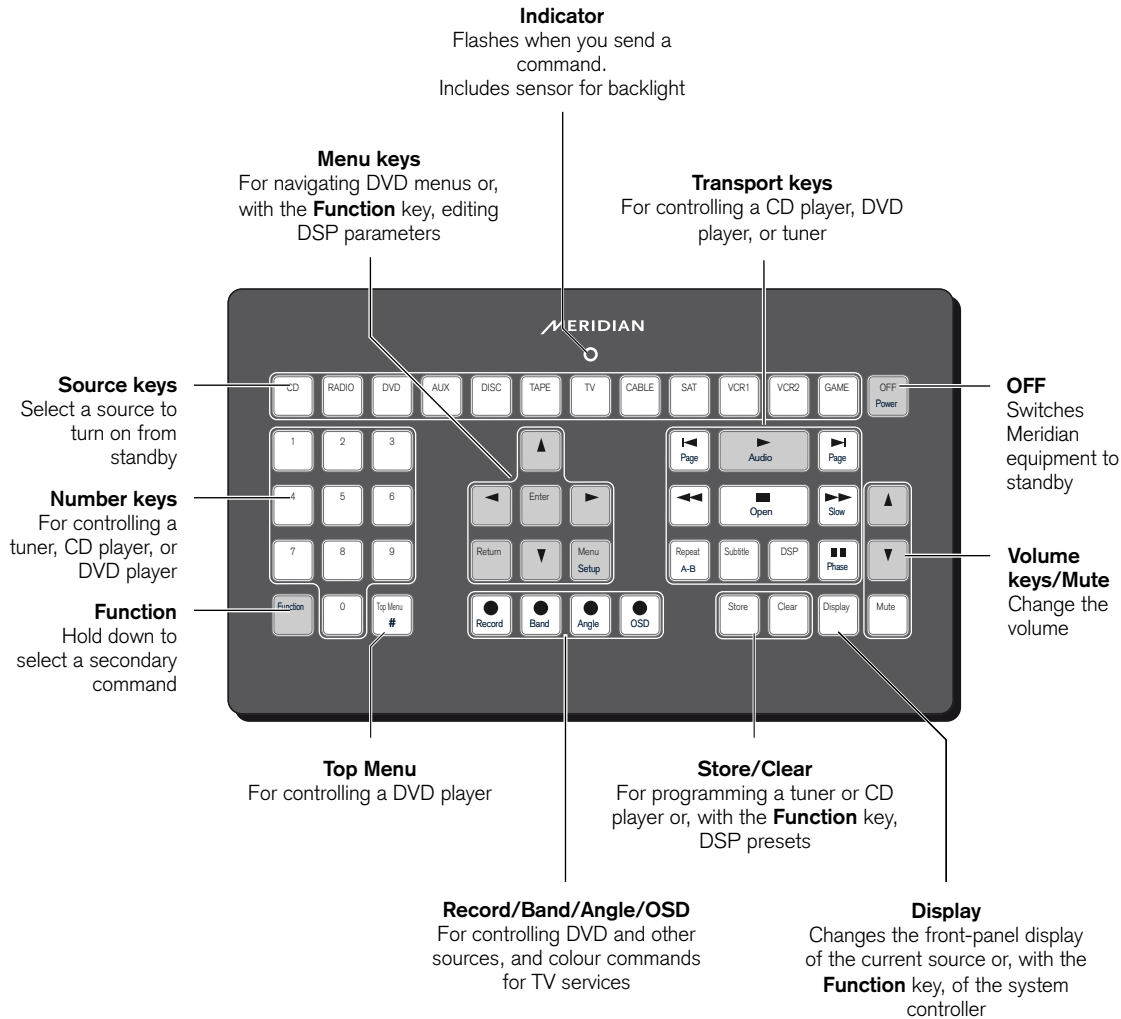 Indicator
Flashes when you send a
command.
Includes sensor for backlight
Menu keys
For navigating DVD menus or,
with the Function key, editing
DSP parameters
Transport keys
For controlling a CD player, DVD
player, or tuner
MERIDIAN
Source keys
Select a source to
turn on from
standby
Number keys
For controlling a
tuner, CD player, or
DVD player
Function
Hold down to
select a secondary
command
CD RADIO DVD AUX DISC TAPE TV CABLE SAT VCR1 VCR2 GAME OFF
Power
1 2 3
Page Audio Page
4 5 6 Enter
Open Slow
7 8 9 Return Menu Repeat Subtitle DSP
Setup A-B Phase
Function 0 Top Menu Store Clear Display Mute
# Record Band Angle OSD
OFF
Switches
Meridian
equipment to
standby
Volume
keys/Mute
Change the
volume
Top Menu
For controlling a DVD player
Store/Clear
For programming a tuner or CD
player or, with the Function key,
DSP presets
Record/Band/Angle/OSD
For controlling DVD and other
sources, and colour commands
for TV services
Display
Changes the front-panel display
of the current source or, with the
Function key, of the system
controller